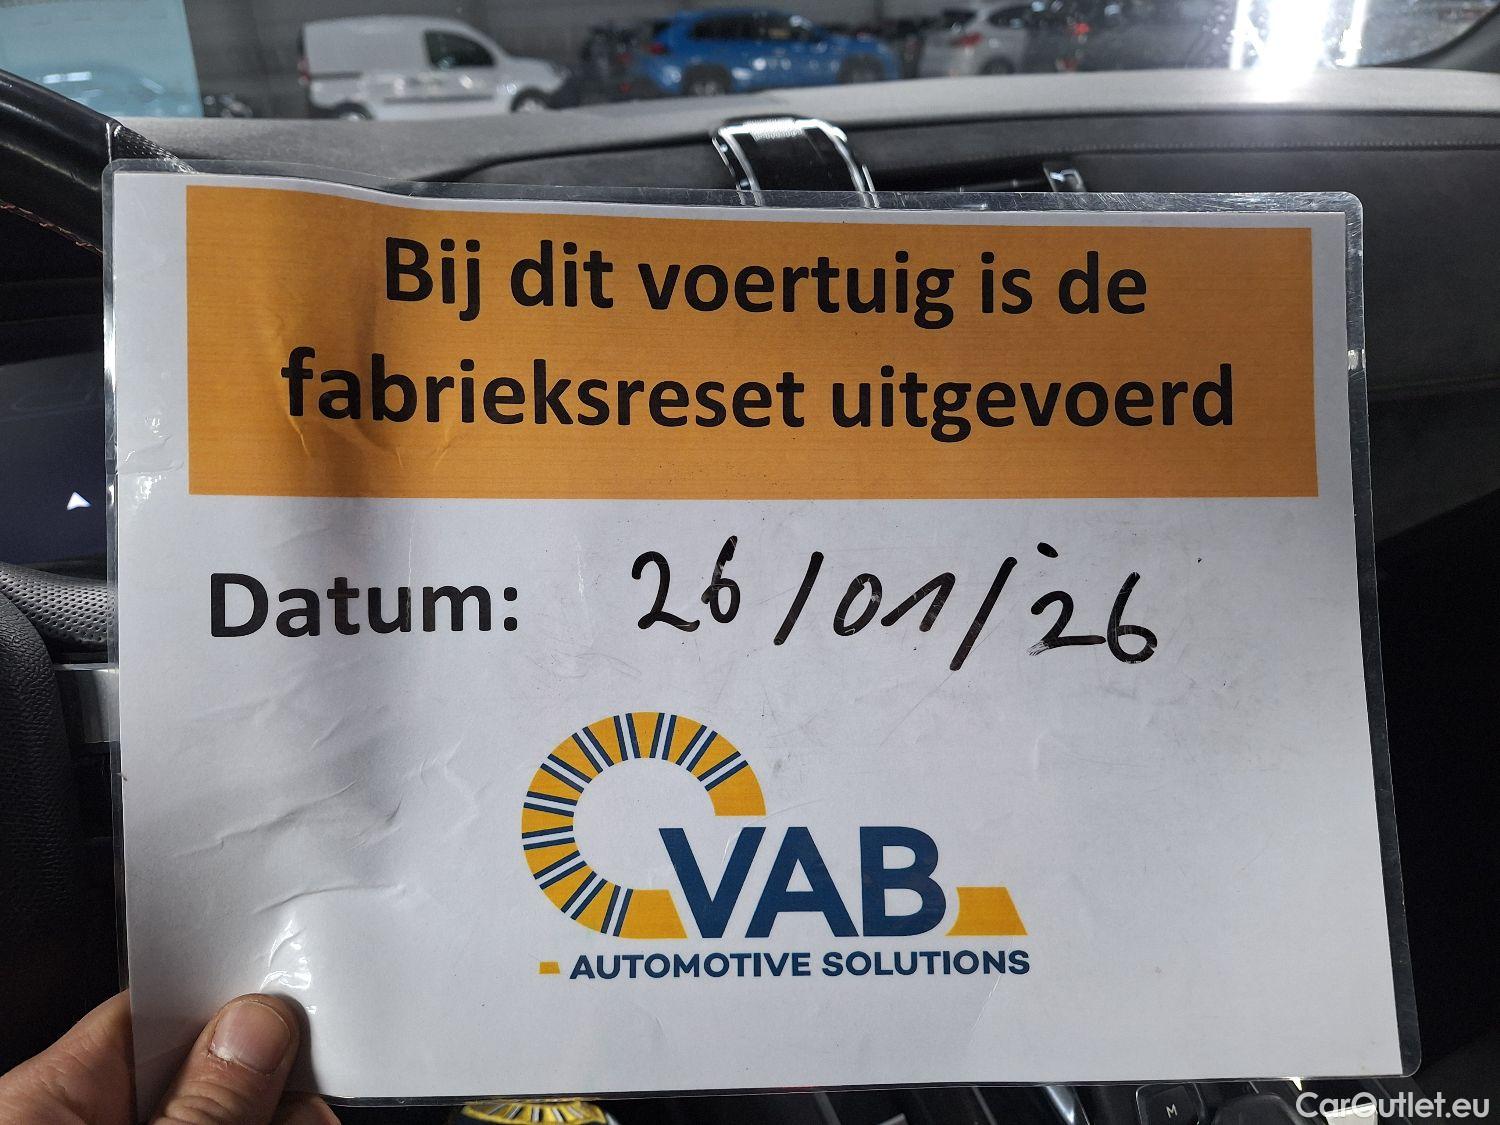 Bij dit voertuig is de
fabrieksreset uitgevoerd
Datum: 26/01/26
VAB
AUTOMOTIVE SOLUTIONS
M
CarOutlet.eu